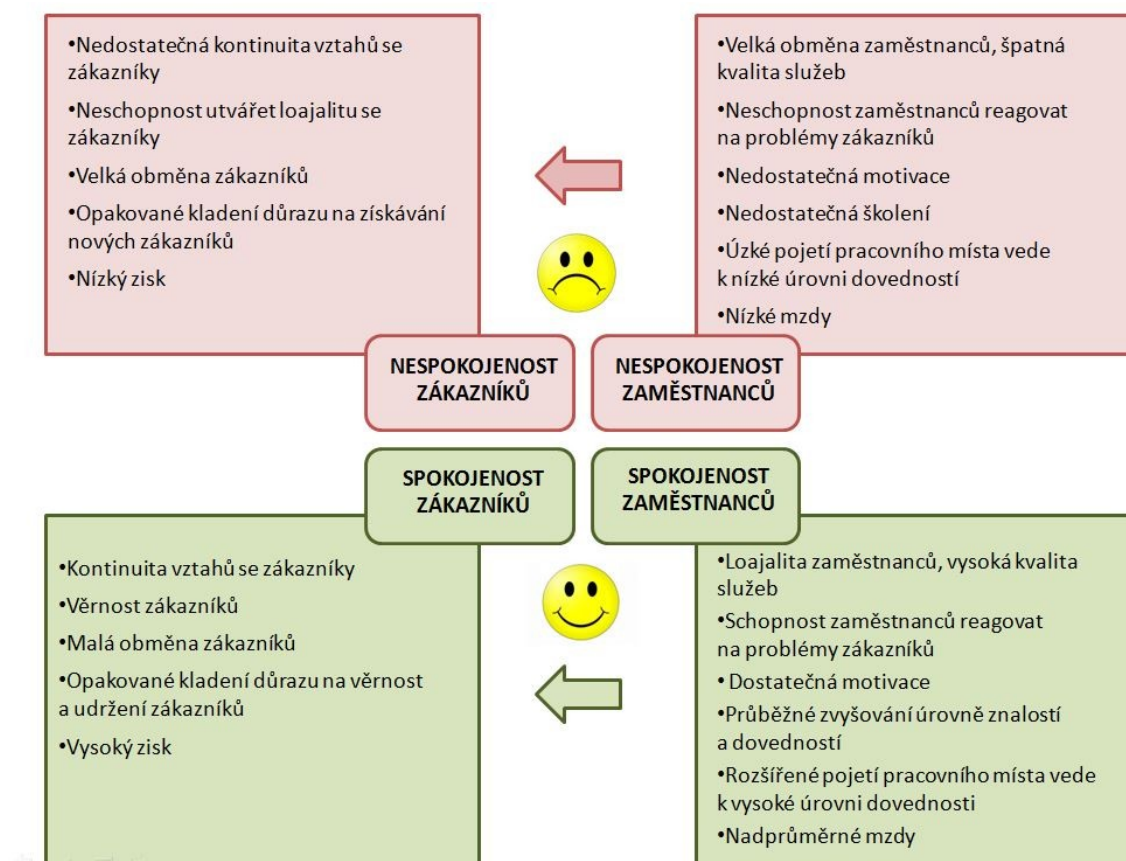 •Nedostatečná kontinuita vztahů se
zákazníky
•Neschopnost utvářet loajalitu se
zákazníky
•Velká obměna zákazníků
•Opakované kladení důrazu na získávání
nových zákazníků
•Nízký zisk
•Velká obměna zaměstnanců, špatná
kvalita služeb
•Neschopnost zaměstnanců reagovat
na problémy zákazníků
•Nedostatečná motivace
•Nedostatečná školení
•Úzké pojetí pracovního místa vede
k nízké úrovni dovedností
•Nízké mzdy
NESPOKOJENOST
ZÁKAZNÍKŮ
NESPOKOJENOST
ZAMĚSTNANCŮ
SPOKOJENOST
ZÁKAZNÍKŮ
SPOKOJENOST
ZAMĚSTNANCŮ
•Kontinuita vztahů se zákazníky
•Věrnost zákazníků
•Malá obměna zákazníků
•Opakované kladení důrazu na věrnost
a udržení zákazníků
•Vysoký zisk
•Loajalita zaměstnanců, vysoká kvalita
služeb
•Schopnost zaměstnanců reagovat
na problémy zákazníků
• Dostatečná motivace
•Průběžné zvyšování úrovně znalostí
a dovedností
•Rozšířené pojetí pracovního místa vede
k vysoké úrovni dovednosti
•Nadprůměrné mzdy